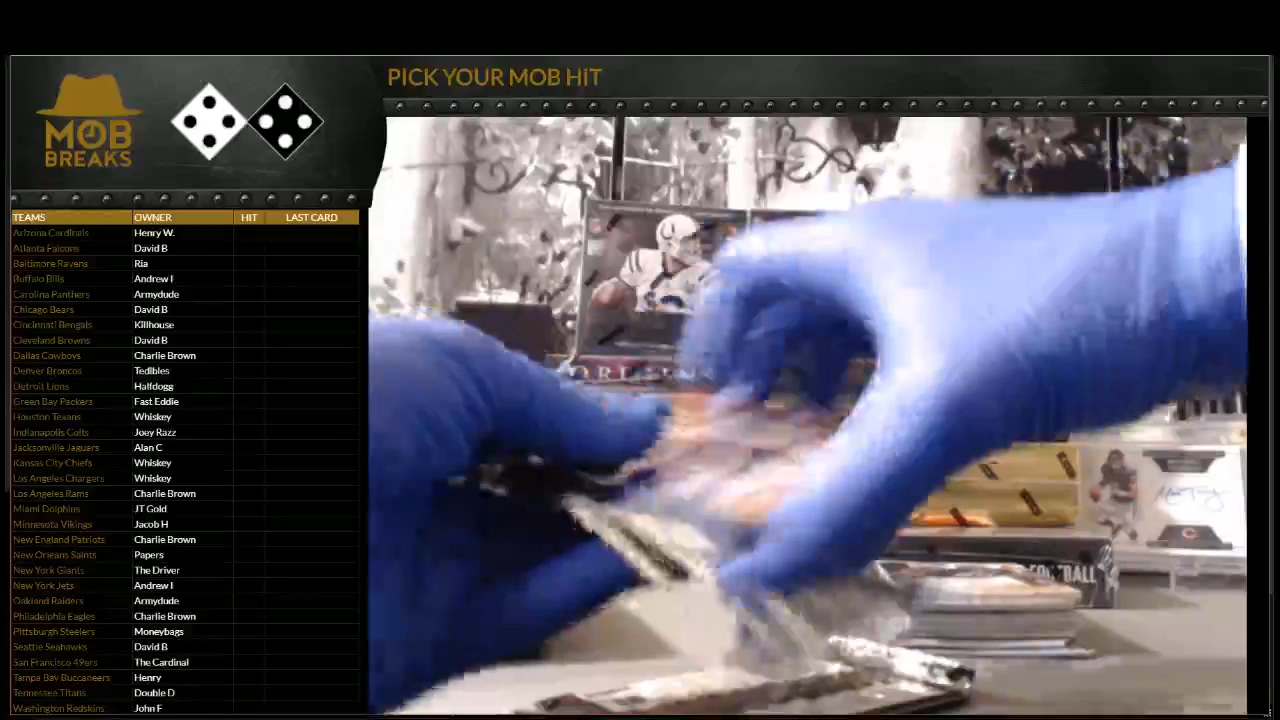 PICK YOUR MOB HIT
MOB
BREAKS
TEAMS OWNER HIT LAST CARD
Arizona Cardinals Henry W.
Atlanta Falcons David B
Baltimore Ravens Ria
Buffalo Bills Andrew I
Carolina Panthers Armydude
Chicago Bears David B
Cincinnati Bengals Killhouse
Cleveland Browns David B
Dallas Cowboys Charlie Brown
Denver Broncos Tedibles
Detroit Lions Halfdogg
Green Bay Packers Fast Eddie
Houston Texans Whiskey
Indianapolis Colts Joey Razz
Jacksonville Jaguars Alan C
Kansas City Chiefs Whiskey
Los Angeles Chargers Whiskey
Los Angeles Rams Charlie Brown
Miami Dolphins JT Gold
Minnesota Vikings Jacob H
New England Patriots Charlie Brown
New Orleans Saints Papers
New York Giants The Driver
New York Jets Andrew I
Oakland Raiders Armydude
Philadelphia Eagles Charlie Brown
Pittsburgh Steelers Moneybags
Seattle Seahawks David B
San Francisco 49ers The Cardinal
Tampa Bay Buccaneers Henry
Tennessee Titans Double D
Washington Redskins John F